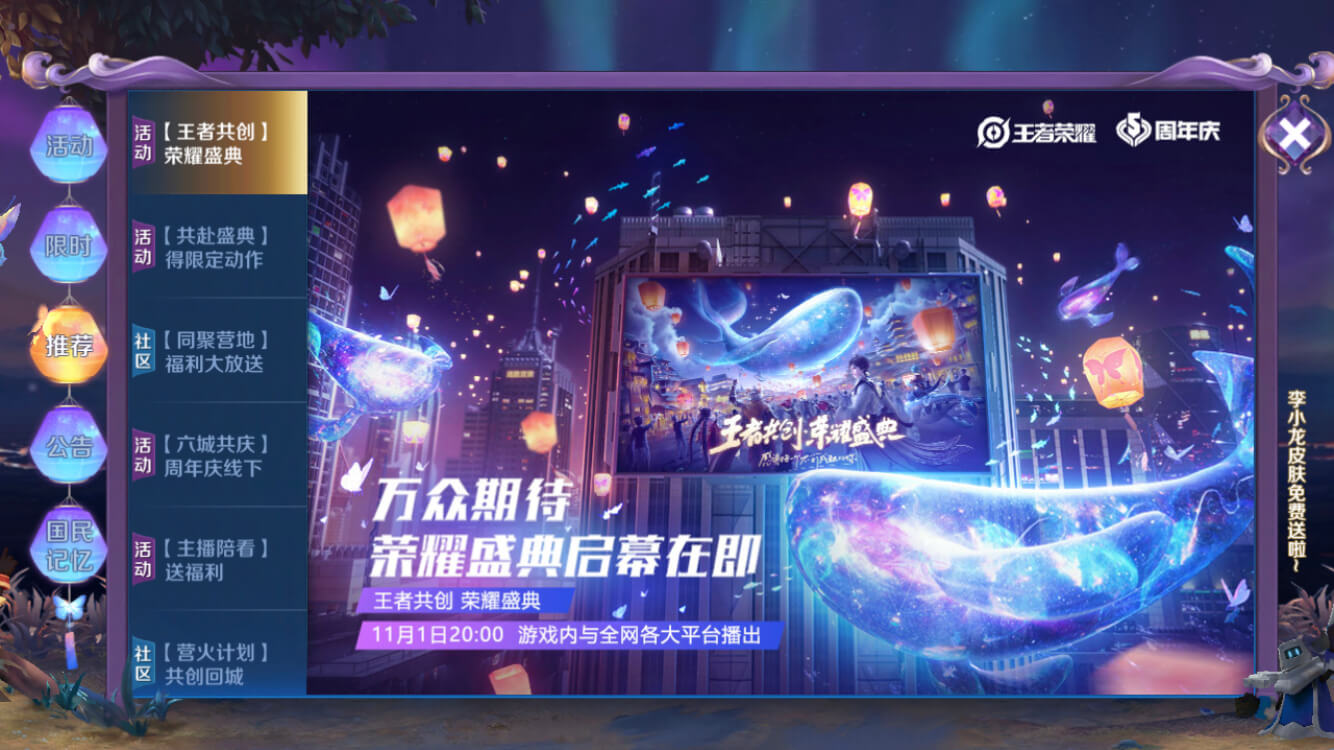 活动
限时
推荐
公告
国民
记忆
活动
【王者共创】
荣耀盛典
活动
【共赴盛典】
得限定动作
社区
【同聚营地】
福利大放送
活动
【六城共庆】
周年庆线下
活动
【主播陪看】
送福利
社区
【营火计划】
共创回城
王者荣耀
5周年庆
王者共创·荣耀盛典
万众期待
荣耀盛典启幕在即
王者共创 荣耀盛典
11月1日20:00 游戏内与全网各大平台播出
李小龙皮肤免费送啦~